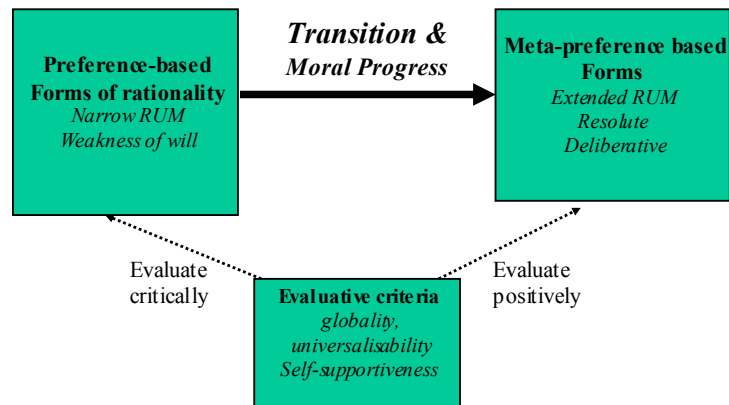 Preference-based
Forms of rationality
Narrow RUM
Weakness of will
Transition &
Moral Progress
Meta-preference based
Forms
Extended RUM
Resolute
Deliberative
Evaluate
critically
Evaluative criteria
globality,
universalisability
Self-supportiveness
Evaluate
positively